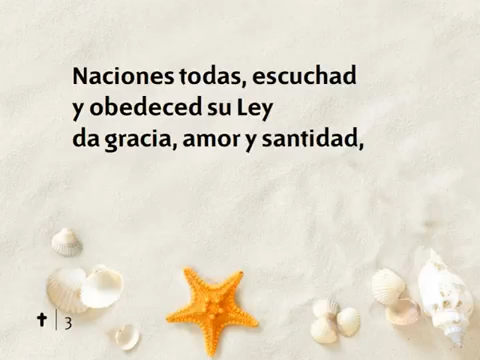 Naciones todas, escuchad
y obedeced su Ley
da gracia, amor y santidad,
3